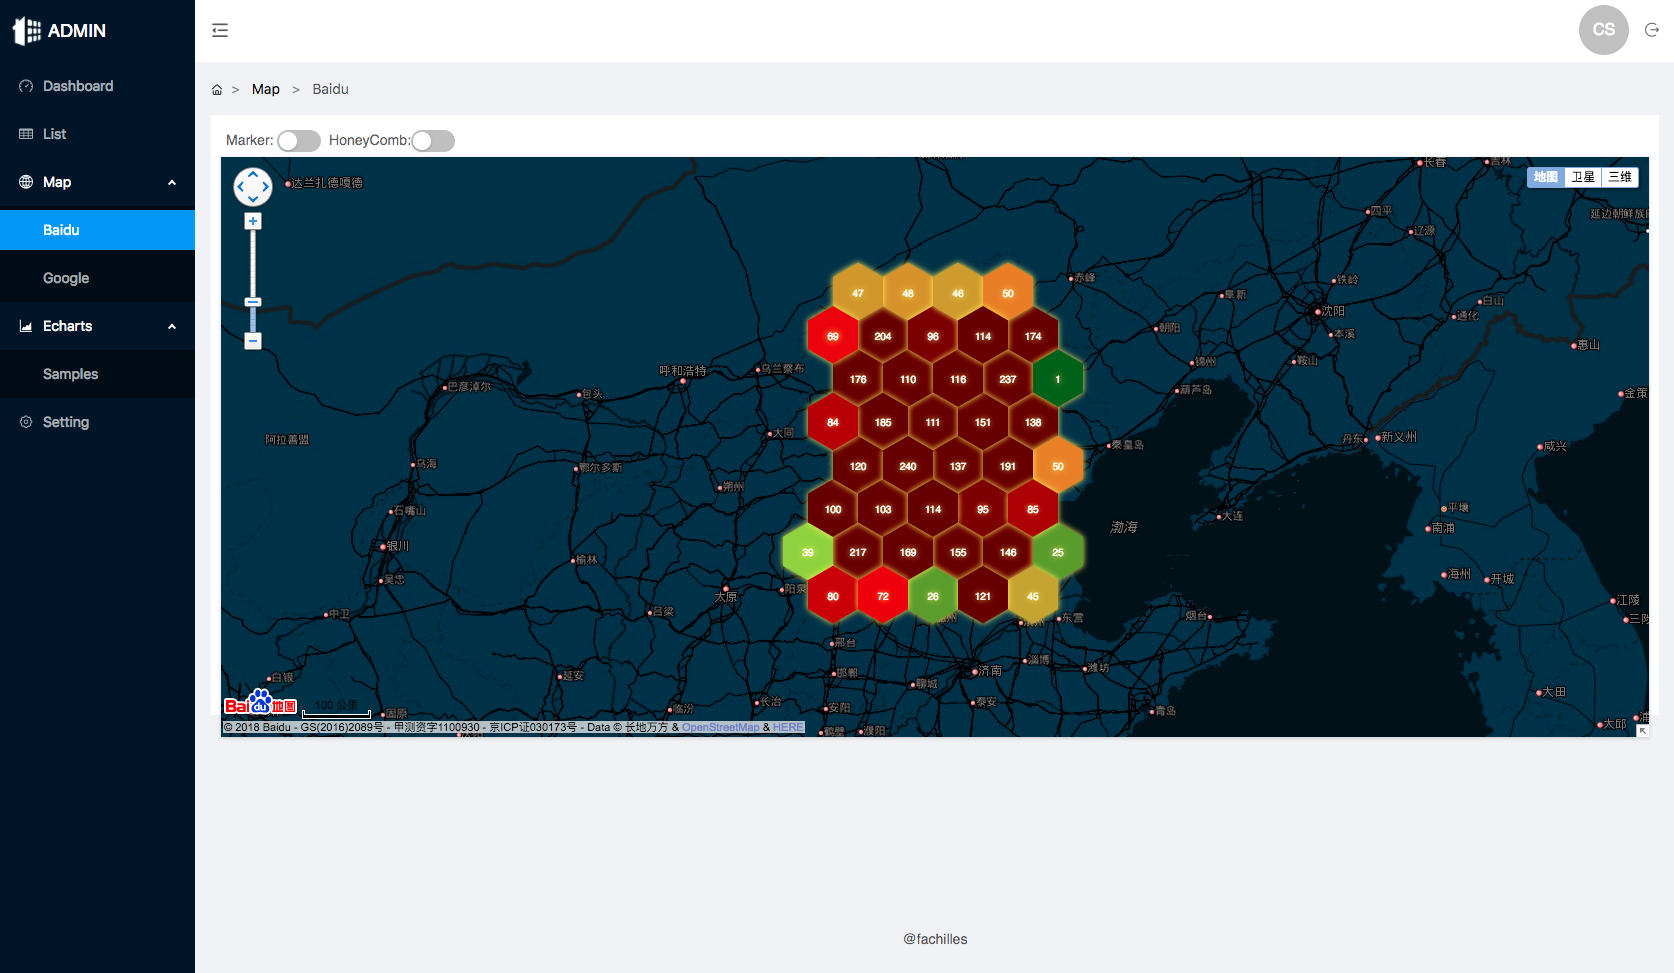 ADMIN
CS
Dashboard
List
Map
Baidu
Google
Echarts
Samples
Setting
> Map > Baidu
Marker: HoneyComb:
达兰扎德嘎德
长春
吉林
地图 卫星 三维
四平
延边朝鲜族
辽源
赤峰
铁岭
阜新
白山
沈阳
通化
朝阳
本溪
惠山
锦州
鞍山
呼和浩特
乌兰察布
巴彦淖尔
包头
葫芦岛
金策
阿拉善盟
大同
丹东
新义州
秦皇岛
咸兴
乌海
鄂尔多斯
朔州
石嘴山
平壤
大连
渤海
南浦
银川
榆林
吴忠
阳泉
太原
海州
开城
中卫
吕梁
江陵
烟台
东营
邢台
淄博
潍坊
济南
白银
延安
邯郸
聊城
泰安
长治
安阳
临汾
青岛
大田
大邱
固原
鹤壁
濮阳
47 48 46 50
69 204 96 114 174
176 110 116 237 1
84 185 111 151 138
120 240 137 191 50
100 103 114 95 85
39 217 169 155 146 25
80 72 26 121 45
Bai du 地图
100 公里
© 2018 Baidu - GS(2016)2089号 - 甲测资字1100930 - 京ICP证030173号 - Data © 长地万方 & OpenStreetMap & HERE
@fachilles